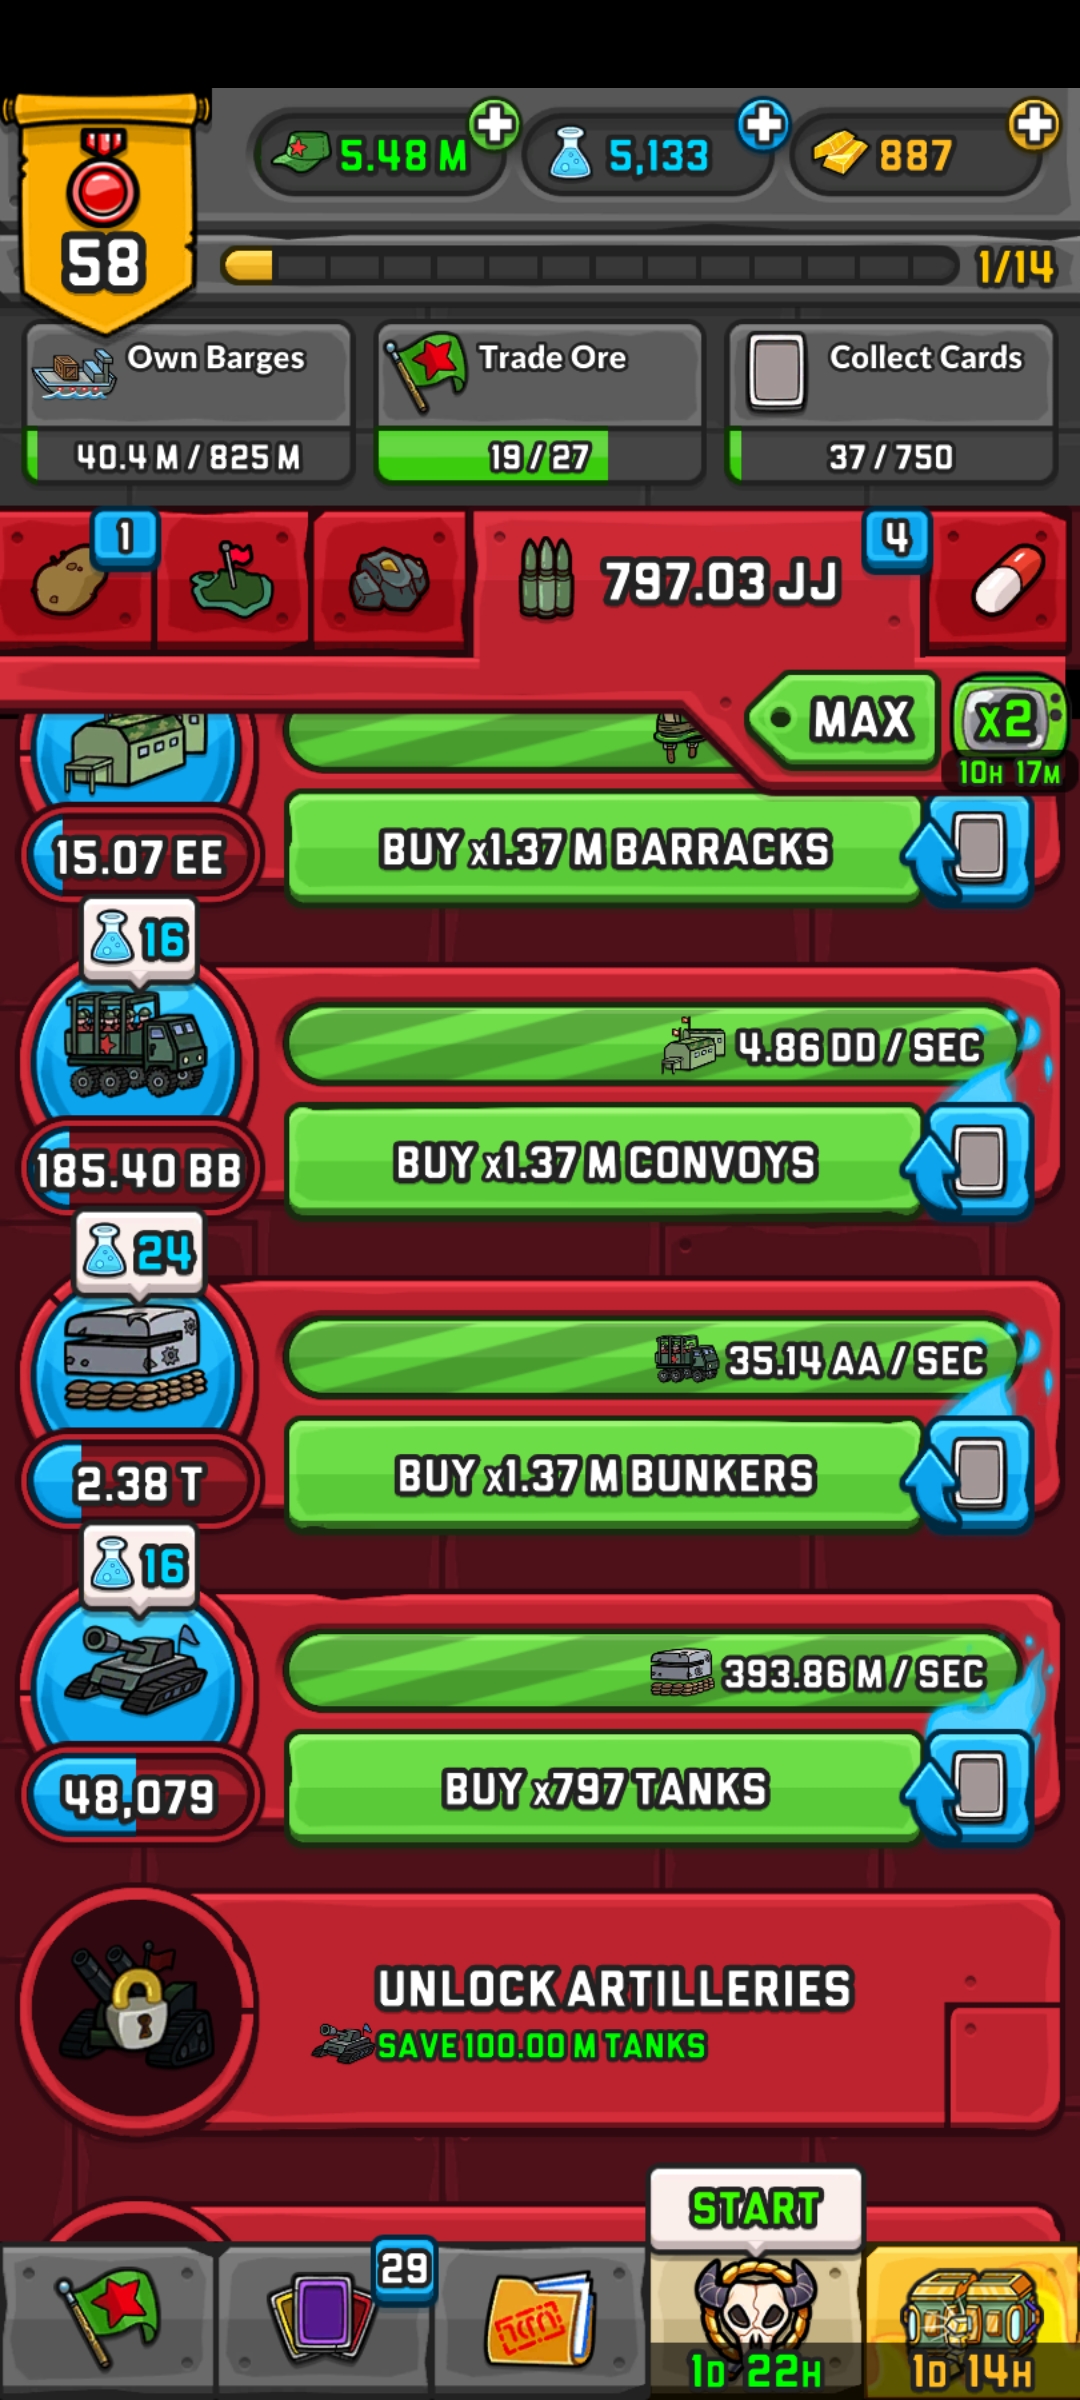 5.48 M
5,133
887
58
1/14
Own Barges
Trade Ore
Collect Cards
40.4 M / 825 M
19 / 27
37 / 750
1
797.03 JJ
4
MAX
x2
10H 17M
15.07 EE
BUY x1.37 M BARRACKS
16
4.86 DD / SEC
185.40 BB
BUY x1.37 M CONVOYS
24
35.14 AA / SEC
2.38 T
BUY x1.37 M BUNKERS
16
393.86 M / SEC
48,079
BUY x797 TANKS
UNLOCK ARTILLERIES
SAVE 100.00 M TANKS
START
29
1D 22H
1D 14H